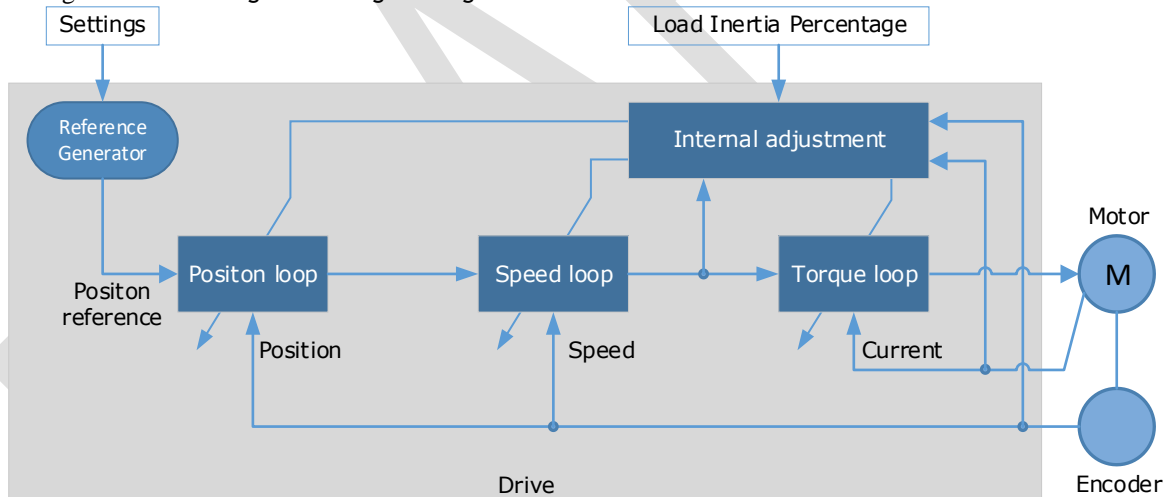 Settings
Load Inertia Percentage
Reference
Generator
Internal adjustment
Motor
Positon loop
Speed loop
Torque loop
M
Positon
reference
Position
Speed
Current
Drive
Encoder